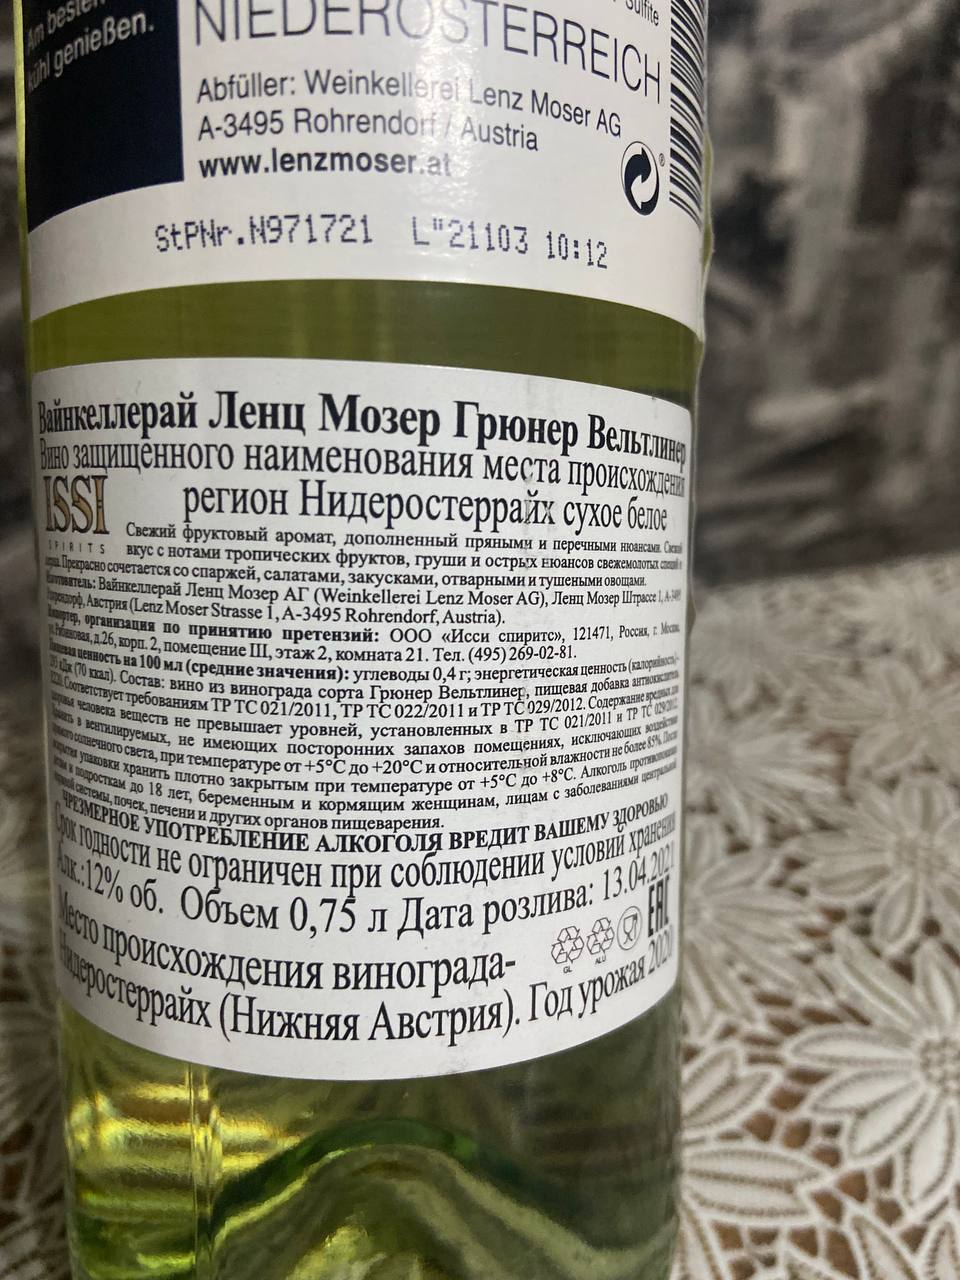 Am besten
kühl genießen.
Sulfite
NIEDERÖSTERREICH
Abfüller: Weinkellerei Lenz Moser AG
A-3495 Rohrendorf / Austria
www.lenzmoser.at
®
StPNr.N971721 L"21103 10:12
Вайнкеллерай Ленц Мозер Грюнер Вельтлинер
Вино защищенного наименования места происхождения
регион Нидеростеррайх сухое белое
ISSI
SPIRITS
Свежий фруктовый аромат, дополненный пряными и перечными нюансами.
вкус с нотами тропических фруктов, груши и острых нюансов свежемолотых
Прекрасно сочетается со спаржей, салатами, закусками, отварными и тушеными овощами.
Изготовитель: Вайнкеллерай Ленц Мозер АГ (Weinkellerei Lenz Moser AG), Ленц Мозер Штрассе 1,
Австрия (Lenz Moser Strasse 1, A-3495 Rohrendorf, Austria).
Импортер, организация по принятию претензий: ООО «Исси спиритс», 121471, Россия, г. Москва,
Рябиновая, д.26, корп. 2, помещение III, этаж 2, комната 21. Тел. (495) 269-02-81.
Пищевая ценность на 100 мл (средние значения): углеводы 0,4 г; энергетическая ценность (калорийность)-
кДж (70 ккал). Состав: вино из винограда сорта Грюнер Вельтлинер, пищевая добавка антиокислитель
Соответствует требованиям ТР ТС 021/2011, ТР ТС 022/2011 и ТР ТС 029/2012. Содержание вредных для
человека веществ не превышает уровней, установленных в ТР ТС 021/2011 и ТР ТС 029/2012.
в вентилируемых, не имеющих посторонних запахов помещениях, исключающих воздействие
солнечного света, при температуре от +5°С до +20°С и относительной влажности не более 85%. После
упаковки хранить плотно закрытым при температуре от +5°С до +8°С. Алкоголь противопоказан
и подросткам до 18 лет, беременным и кормящим женщинам, лицам с заболеваниями центральной
системы, почек, печени и других органов пищеварения.
ЧРЕЗМЕРНОЕ УПОТРЕБЛЕНИЕ АЛКОГОЛЯ ВРЕДИТ ВАШЕМУ ЗДОРОВЬЮ
Срок годности не ограничен при соблюдении условий хранения
Алк.:12% об. Объем 0,75 л Дата розлива: 13.04.2021
Место происхождения винограда-
GL ALU EAC
Нидеростеррайх (Нижняя Австрия). Год урожая 2020